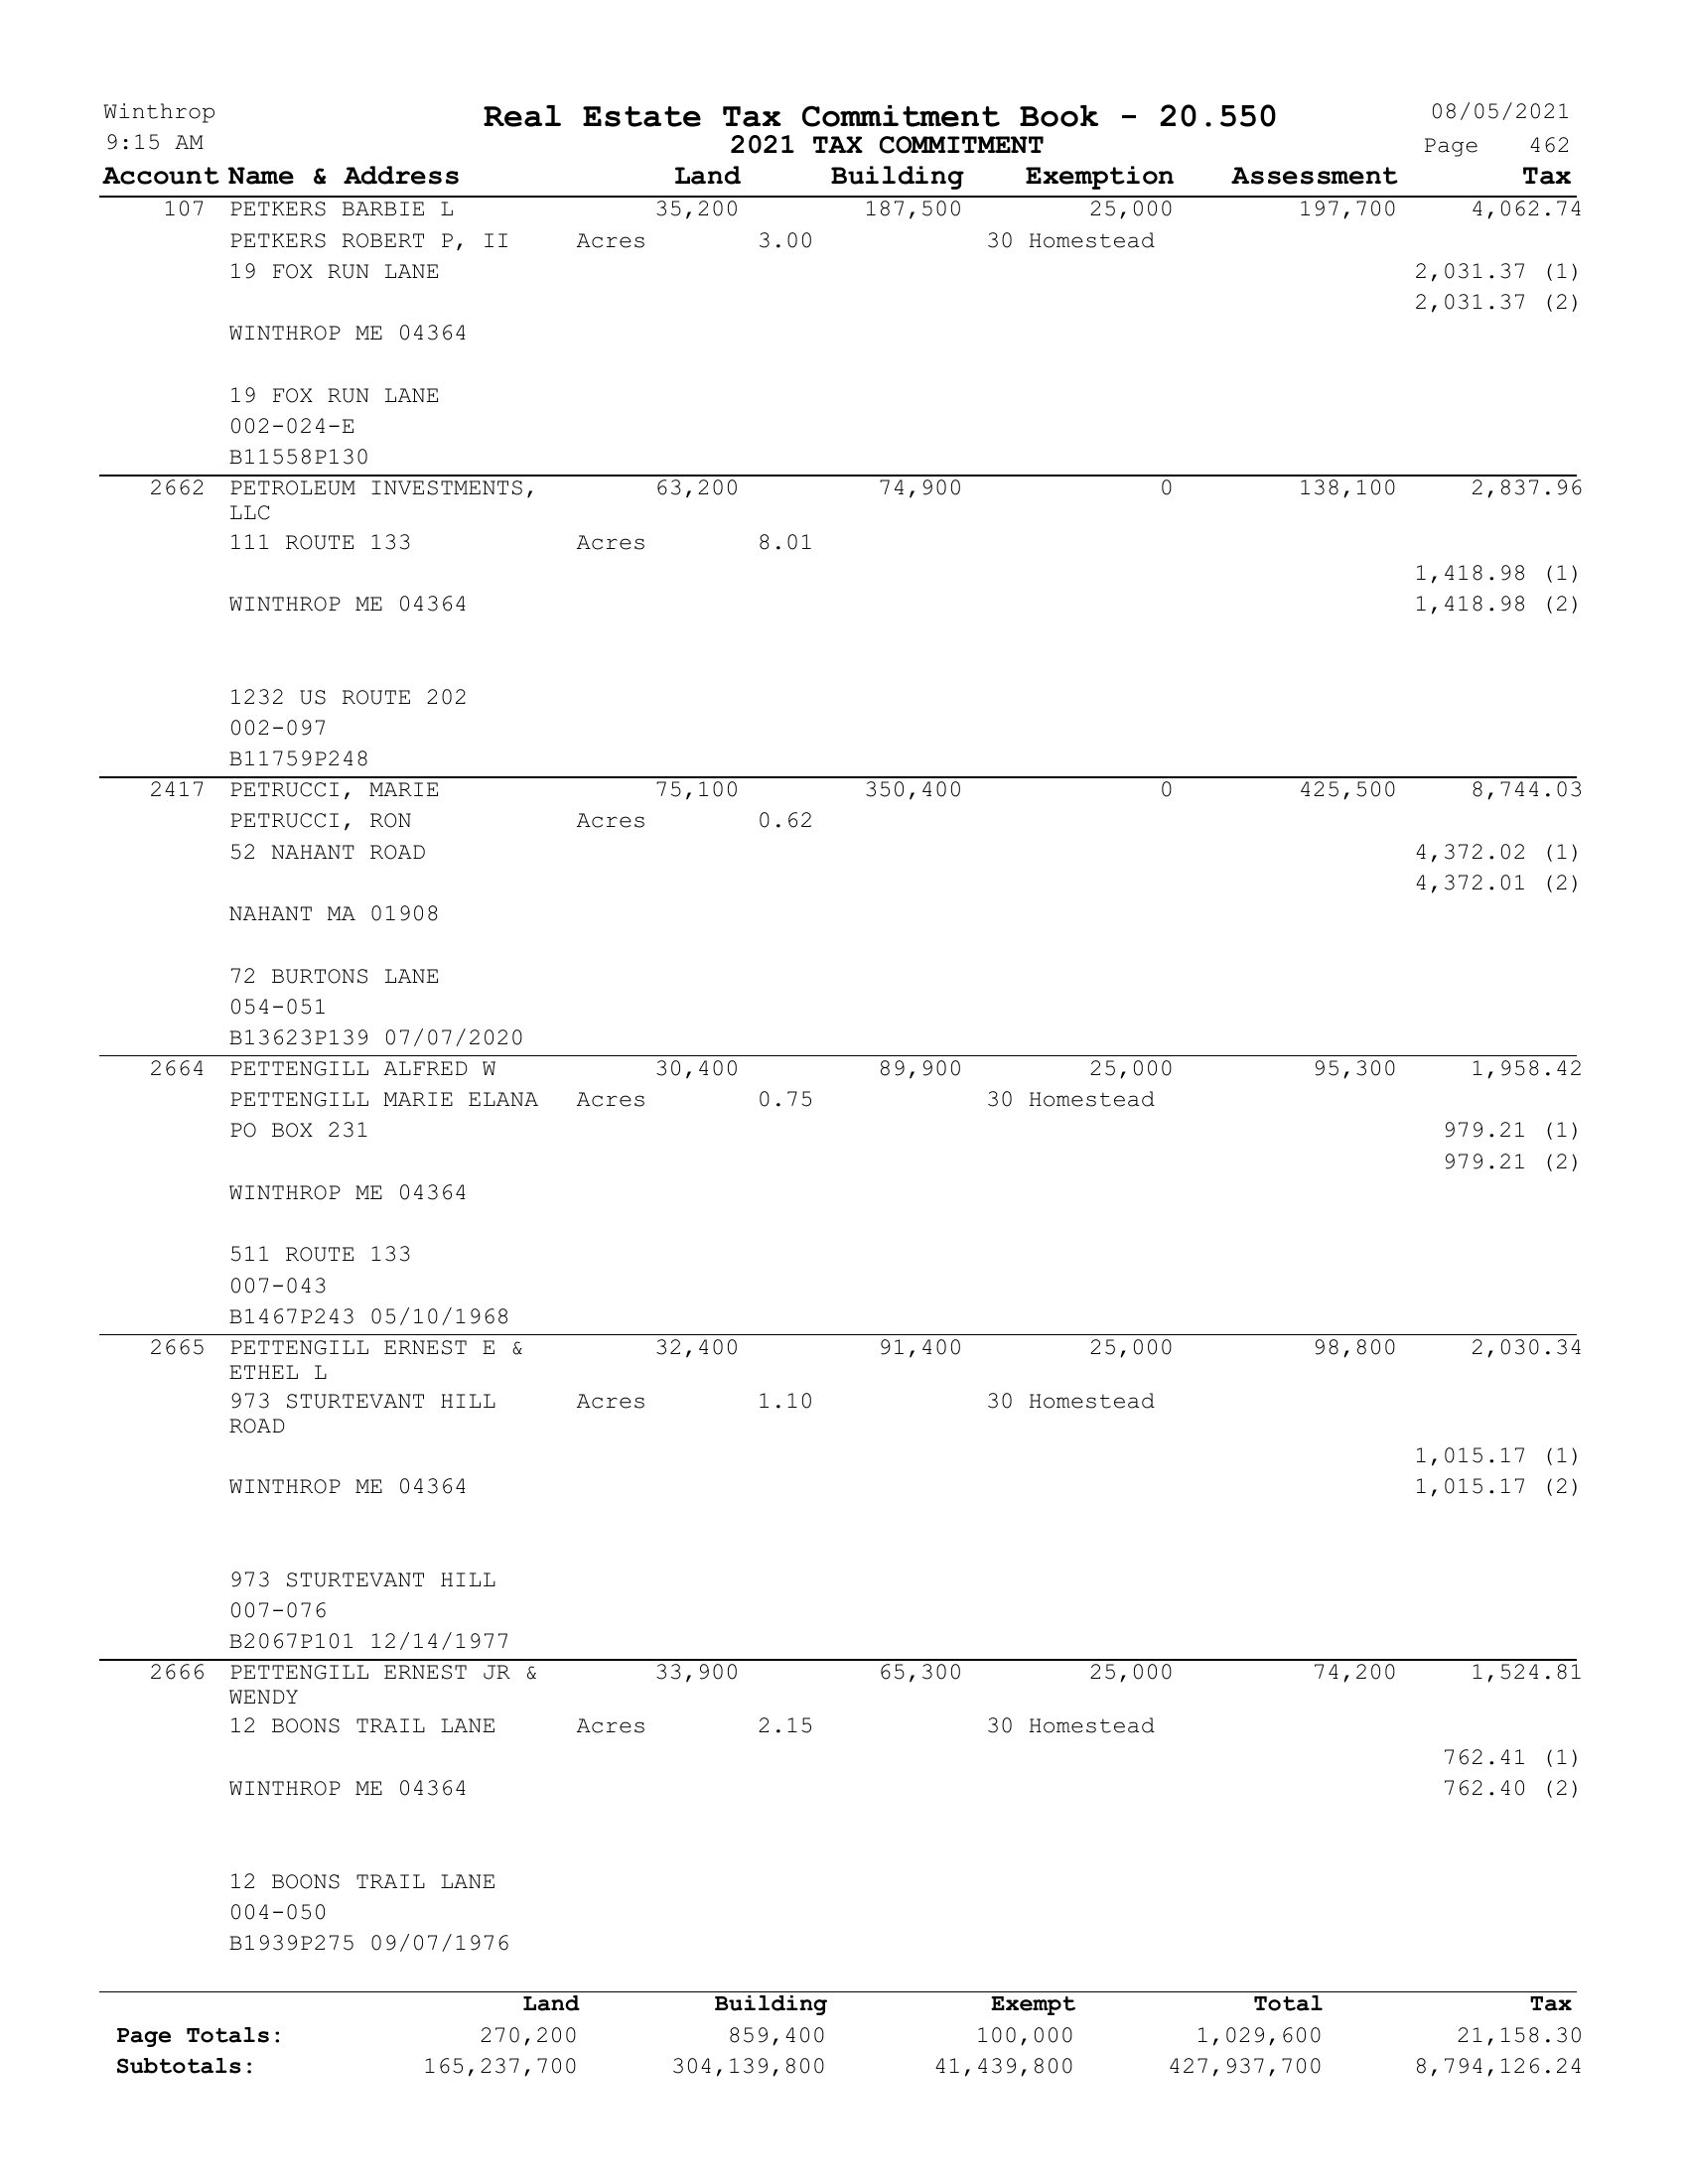 Winthrop Real Estate Tax Commitment Book - 20.550 08/05/2021
9:15 AM 2021 TAX COMMITMENT Page 462
Account Name & Address Land Building Exemption Assessment Tax
107 PETKERS BARBIE L 35,200 187,500 25,000 197,700 4,062.74
PETKERS ROBERT P, II Acres 3.00 30 Homestead
19 FOX RUN LANE 2,031.37 (1)
2,031.37 (2)
WINTHROP ME 04364
19 FOX RUN LANE
002-024-E
B11558P130
2662 PETROLEUM INVESTMENTS, 63,200 74,900 0 138,100 2,837.96
LLC
111 ROUTE 133 Acres 8.01
1,418.98 (1)
WINTHROP ME 04364 1,418.98 (2)
1232 US ROUTE 202
002-097
B11759P248
2417 PETRUCCI, MARIE 75,100 350,400 0 425,500 8,744.03
PETRUCCI, RON Acres 0.62
52 NAHANT ROAD 4,372.02 (1)
4,372.01 (2)
NAHANT MA 01908
72 BURTONS LANE
054-051
B13623P139 07/07/2020
2664 PETTENGILL ALFRED W 30,400 89,900 25,000 95,300 1,958.42
PETTENGILL MARIE ELANA Acres 0.75 30 Homestead
PO BOX 231 979.21 (1)
979.21 (2)
WINTHROP ME 04364
511 ROUTE 133
007-043
B1467P243 05/10/1968
2665 PETTENGILL ERNEST E & 32,400 91,400 25,000 98,800 2,030.34
ETHEL L
973 STURTEVANT HILL Acres 1.10 30 Homestead
ROAD
1,015.17 (1)
WINTHROP ME 04364 1,015.17 (2)
973 STURTEVANT HILL
007-076
B2067P101 12/14/1977
2666 PETTENGILL ERNEST JR & 33,900 65,300 25,000 74,200 1,524.81
WENDY
12 BOONS TRAIL LANE Acres 2.15 30 Homestead
762.41 (1)
WINTHROP ME 04364 762.40 (2)
12 BOONS TRAIL LANE
004-050
B1939P275 09/07/1976
Land Building Exempt Total Tax
Page Totals: 270,200 859,400 100,000 1,029,600 21,158.30
Subtotals: 165,237,700 304,139,800 41,439,800 427,937,700 8,794,126.24